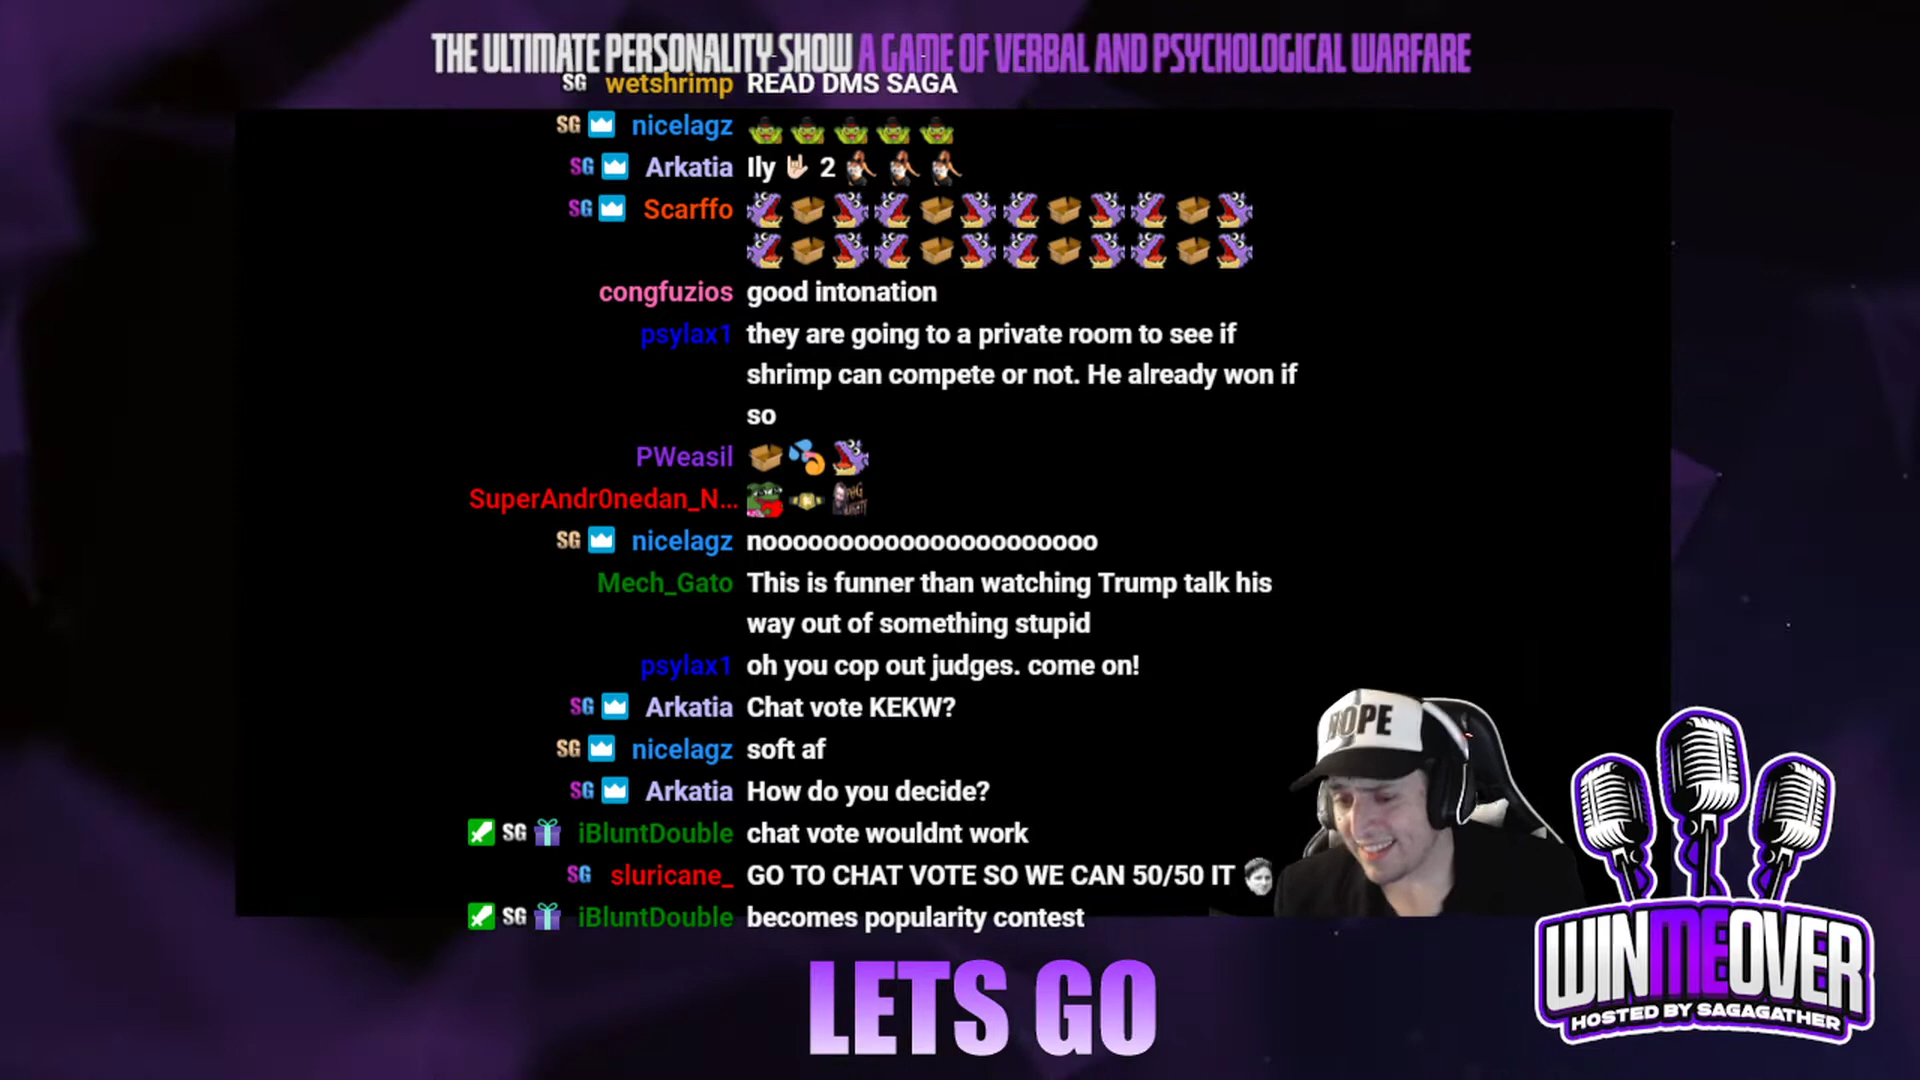 THE ULTIMATE PERSONALITY SHOW A GAME OF VERBAL AND PSYCHOLOGICAL WARFARE
SG wetshrimp READ DMS SAGA
SG nicelagz
SG Arkatia Ily 2
SG Scarffo
congfuzios good intonation
psylax1 they are going to a private room to see if
shrimp can compete or not. He already won if
so
PWeasil
SuperAndr0nedan_N...
SG nicelagz noooooooooooooooooooooo
Mech_Gato This is funner than watching Trump talk his
way out of something stupid
psylax1 oh you cop out judges. come on!
SG Arkatia Chat vote KEKW?
SG nicelagz soft af
SG Arkatia How do you decide?
SG iBluntDouble chat vote wouldnt work
SG sluricane_ GO TO CHAT VOTE SO WE CAN 50/50 IT
SG iBluntDouble becomes popularity contest
LETS GO
WINMEOVER
HOSTED BY SAGAGATHER